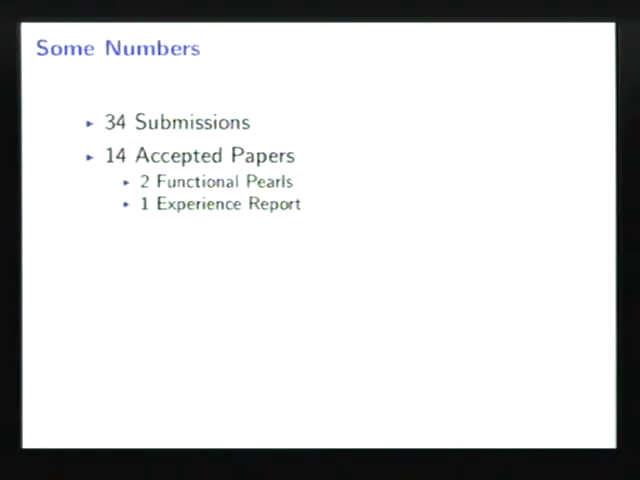 Some Numbers
34 Submissions
14 Accepted Papers
2 Functional Pearls
1 Experience Report